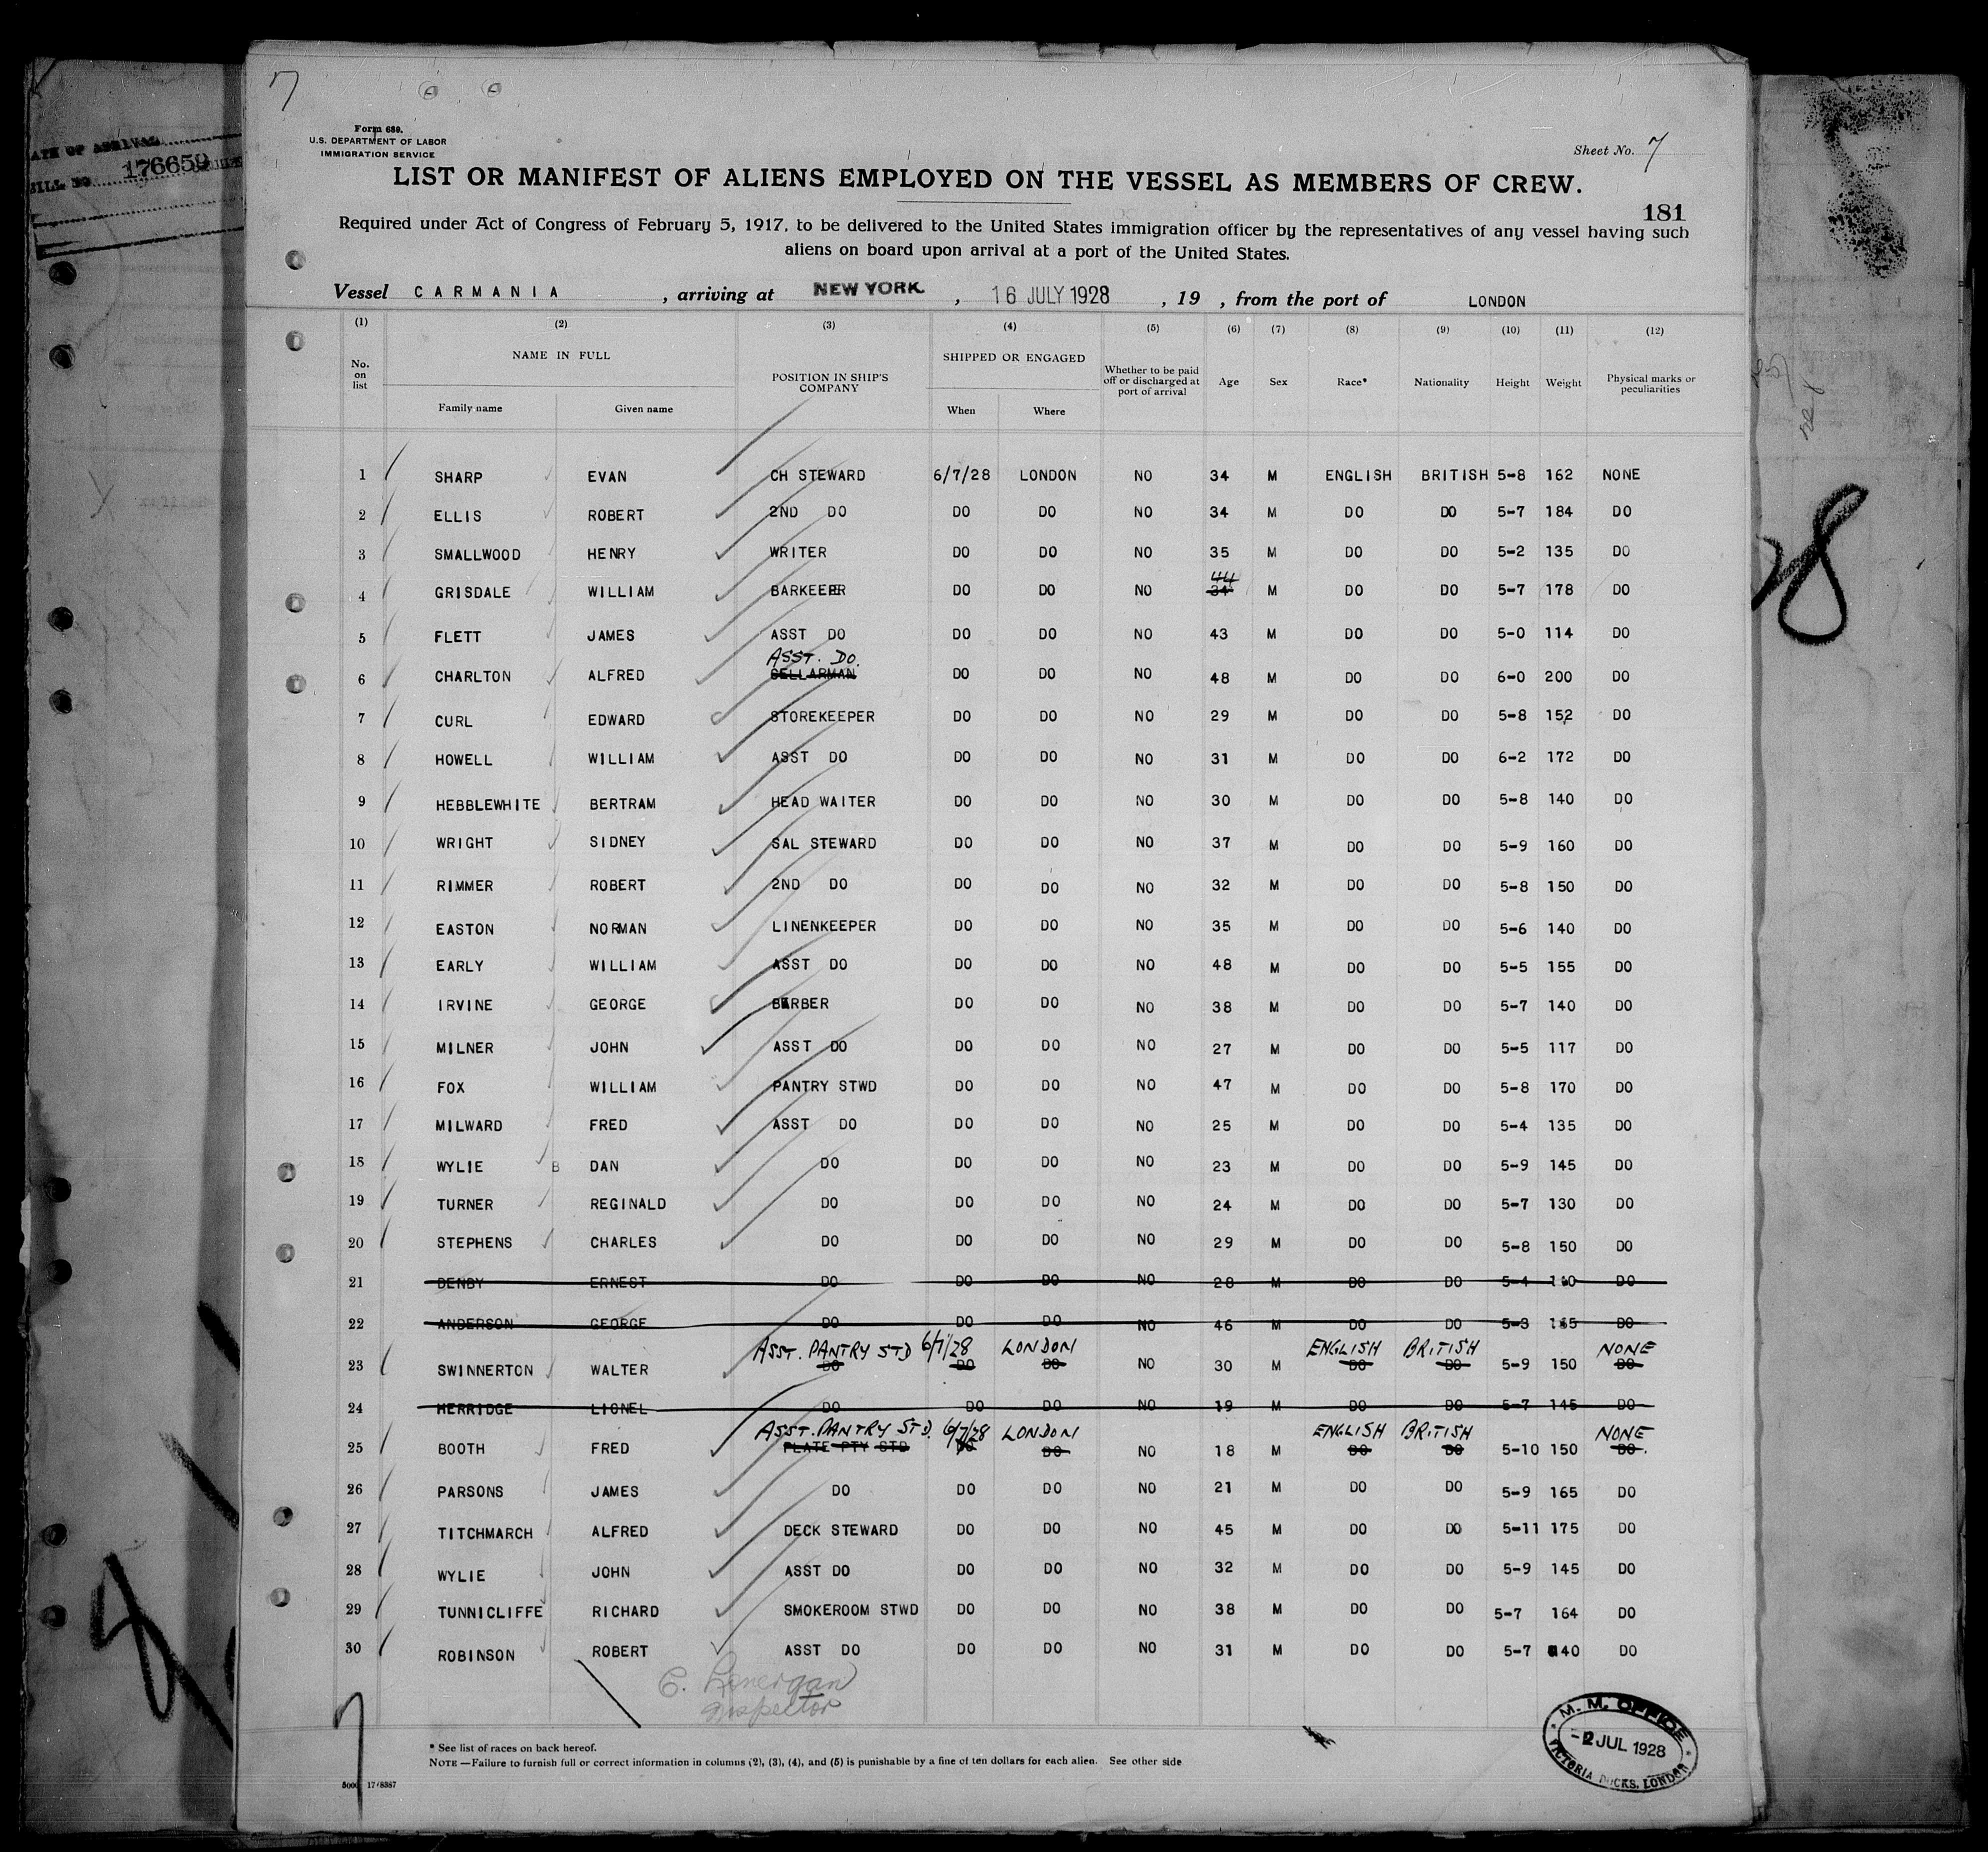 7
DATE OF ARRIVAL
BILL NO 176659
Form 689.
U.S. DEPARTMENT OF LABOR
IMMIGRATION SERVICE
Sheet No. 7
LIST OR MANIFEST OF ALIENS EMPLOYED ON THE VESSEL AS MEMBERS OF CREW.
181
Required under Act of Congress of February 5, 1917, to be delivered to the United States immigration officer by the representatives of any vessel having such
aliens on board upon arrival at a port of the United States.
Vessel CARMANIA, arriving at NEW YORK, 16 JULY 1928, 19 , from the port of LONDON
(1) (2) (3) (4) (5) (6) (7) (8) (9) (10) (11) (12)
No. on list NAME IN FULL Family name Given name POSITION IN SHIP'S COMPANY SHIPPED OR ENGAGED When Where Whether to be paid off or discharged at port of arrival Age Sex Race* Nationality Height Weight Physical marks or peculiarities
1 SHARP EVAN CH STEWARD 6/7/28 LONDON NO 34 M ENGLISH BRITISH 5-8 162 NONE
2 ELLIS ROBERT 2ND DO DO DO NO 34 M DO DO 5-7 184 DO
3 SMALLWOOD HENRY WRITER DO DO NO 35 M DO DO 5-2 135 DO
4 GRISDALE WILLIAM BARKEEPER DO DO NO 44 34 M DO DO 5-7 178 DO
5 FLETT JAMES ASST DO DO DO NO 43 M DO DO 5-0 114 DO
ASST. DO.
6 CHARLTON ALFRED CELLARMAN DO DO NO 48 M DO DO 6-0 200 DO
7 CURL EDWARD STOREKEEPER DO DO NO 29 M DO DO 5-8 152 DO
8 HOWELL WILLIAM ASST DO DO DO NO 31 M DO DO 6-2 172 DO
9 HEBBLEWHITE BERTRAM HEAD WAITER DO DO NO 30 M DO DO 5-8 140 DO
10 WRIGHT SIDNEY SAL STEWARD DO DO NO 37 M DO DO 5-9 160 DO
11 RIMMER ROBERT 2ND DO DO DO NO 32 M DO DO 5-8 150 DO
12 EASTON NORMAN LINENKEEPER DO DO NO 35 M DO DO 5-6 140 DO
13 EARLY WILLIAM ASST DO DO DO NO 48 M DO DO 5-5 155 DO
14 IRVINE GEORGE BARBER DO DO NO 38 M DO DO 5-7 140 DO
15 MILNER JOHN ASST DO DO DO NO 27 M DO DO 5-5 117 DO
16 FOX WILLIAM PANTRY STWD DO DO NO 47 M DO DO 5-8 170 DO
17 MILWARD FRED ASST DO DO DO NO 25 M DO DO 5-4 135 DO
18 WYLIE B DAN DO DO DO NO 23 M DO DO 5-9 145 DO
19 TURNER REGINALD DO DO DO NO 24 M DO DO 5-7 130 DO
20 STEPHENS CHARLES DO DO DO NO 29 M DO DO 5-8 150 DO
21 DENBY ERNEST DO DO DO NO 28 M DO DO 5-4 DO
22 ANDERSON GEORGE DO DO DO NO 46 M DO DO 5-3 DO
ASST. PANTRY STD 6/7/28 LONDON ENGLISH BRITISH NONE
23 SWINNERTON WALTER DO DO DO NO 30 M DO DO 5-9 150 DO
24 HERRIDGE LIONEL DO DO DO NO 19 M DO DO 5-7 145 DO
ASST. PANTRY STD. 6/7/28 LONDON ENGLISH BRITISH NONE
25 BOOTH FRED PLATE PTY STD DO DO NO 18 M DO DO 5-10 150 DO.
26 PARSONS JAMES DO DO DO NO 21 M DO DO 5-9 165 DO
27 TITCHMARCH ALFRED DECK STEWARD DO DO NO 45 M DO DO 5-11 175 DO
28 WYLIE JOHN ASST DO DO DO NO 32 M DO DO 5-9 145 DO
29 TUNNICLIFFE RICHARD SMOKEROOM STWD DO DO NO 38 M DO DO 5-7 164 DO
30 ROBINSON ROBERT ASST DO DO DO NO 31 M DO DO 5-7 140 DO
C. Lonergan
Inspector
* See list of races on back hereof.
NOTE.—Failure to furnish full or correct information in columns (2), (3), (4), and (5) is punishable by a fine of ten dollars for each alien. See other side
M. M. OFFICE
-2 JUL 1928
VICTORIA DOCKS, LONDON